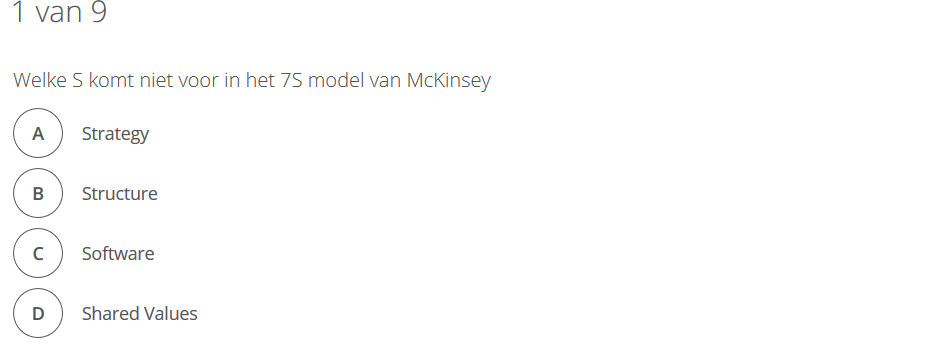 1 van 9
Welke S komt niet voor in het 7S model van McKinsey
A Strategy
B Structure
C Software
D Shared Values